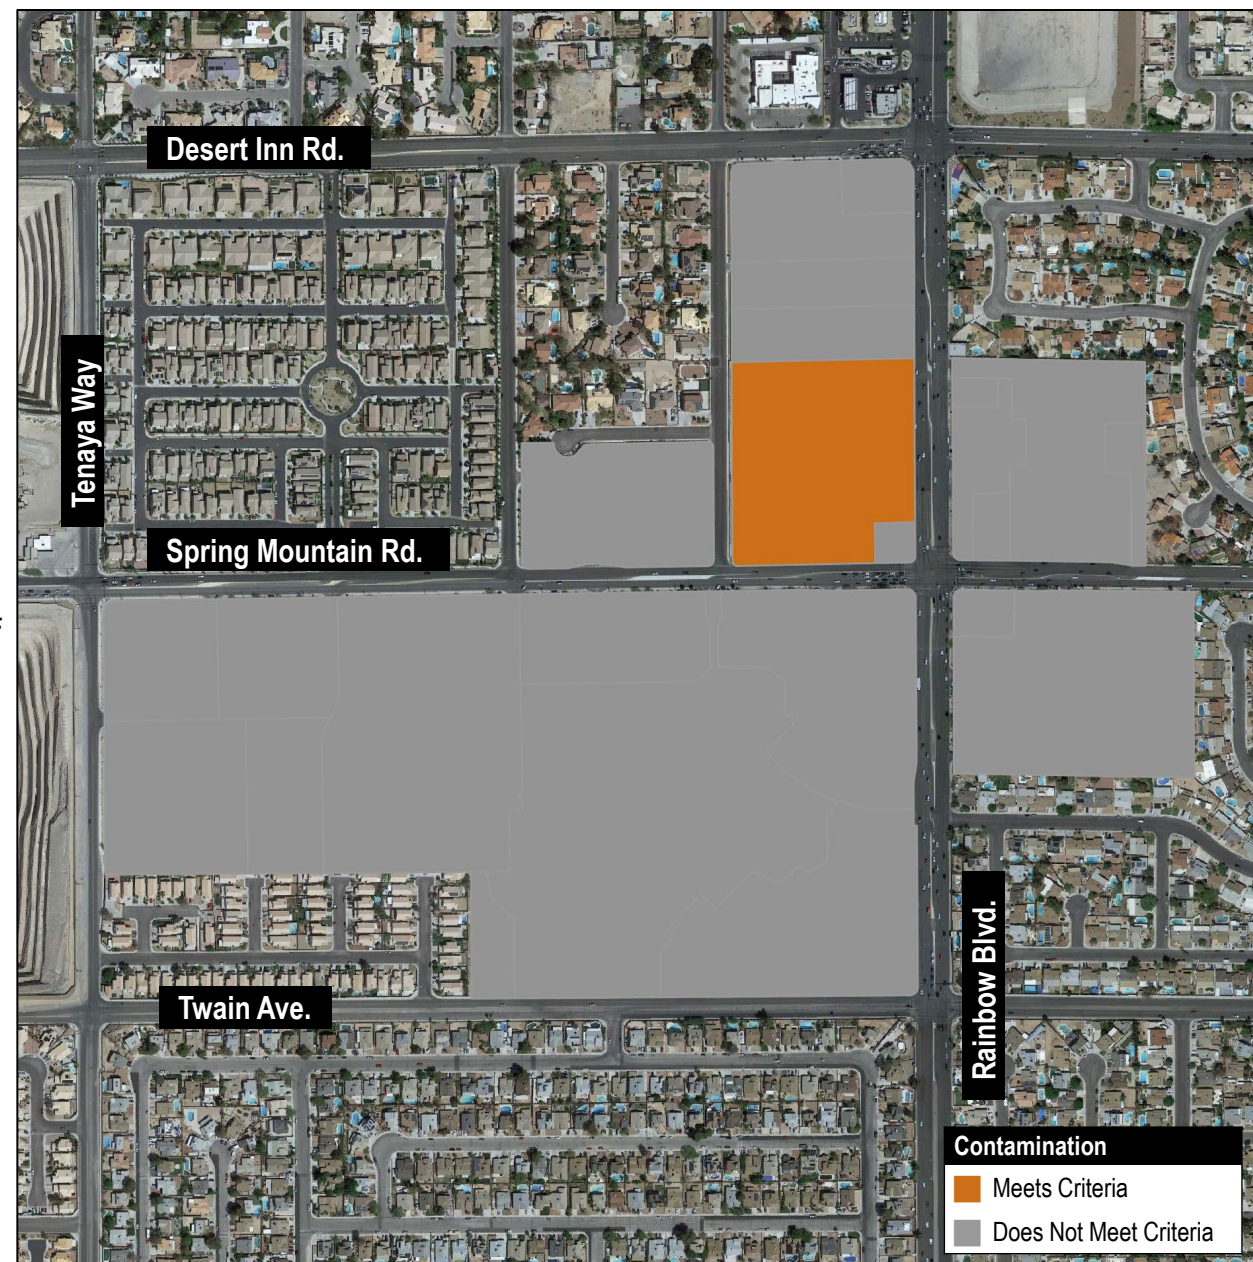 Desert Inn Rd.
Tenaya Way
Spring Mountain Rd.
Twain Ave.
Rainbow Blvd.
Contamination
Meets Criteria
Does Not Meet Criteria